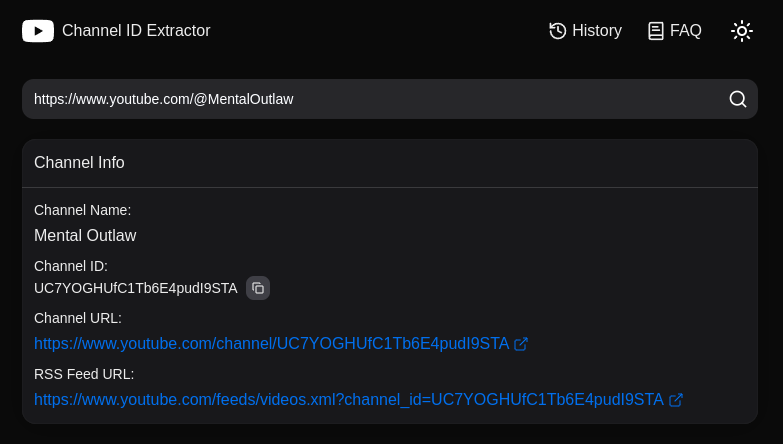 Channel ID Extractor
History
FAQ
https://www.youtube.com/@MentalOutlaw
Channel Info
Channel Name:
Mental Outlaw
Channel ID:
UC7YOGHUfC1Tb6E4pudI9STA
Channel URL:
https://www.youtube.com/channel/UC7YOGHUfC1Tb6E4pudI9STA
RSS Feed URL:
https://www.youtube.com/feeds/videos.xml?channel_id=UC7YOGHUfC1Tb6E4pudI9STA